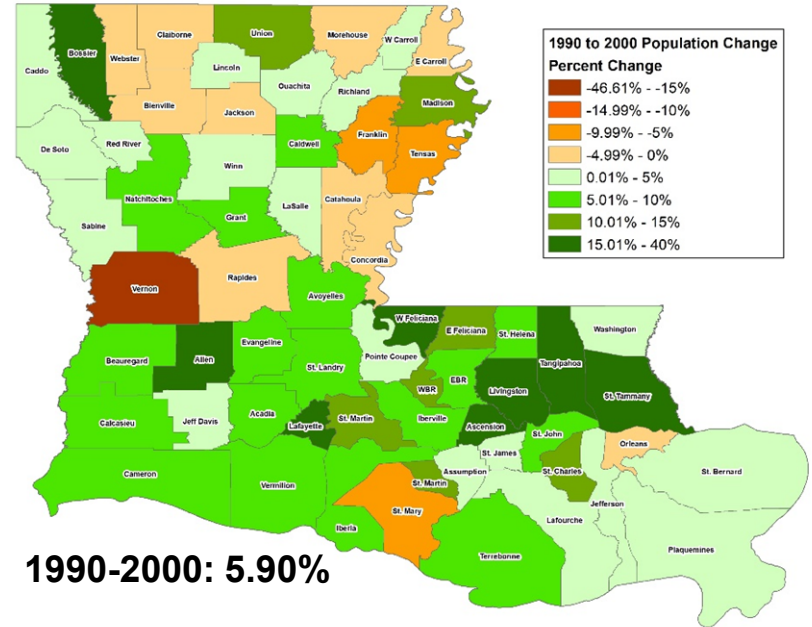 1990 to 2000 Population Change
Percent Change
-46.61% - -15%
-14.99% - -10%
-9.99% - -5%
-4.99% - 0%
0.01% - 5%
5.01% - 10%
10.01% - 15%
15.01% - 40%
Caddo
Bossier
Webster
Claiborne
Union
Morehouse
W Carroll
E Carroll
Lincoln
Ouachita
Richland
Madison
Bienville
Jackson
Franklin
Tensas
De Soto
Red River
Winn
Caldwell
Natchitoches
Grant
LaSalle
Catahoula
Sabine
Concordia
Vernon
Rapides
Avoyelles
W Feliciana
E Feliciana
St. Helena
Washington
Tangipahoa
Beauregard
Allen
Evangeline
St. Landry
Pointe Coupee
WBR
EBR
Livingston
St. Tammany
Calcasieu
Jeff Davis
Acadia
Lafayette
St. Martin
Iberville
Ascension
St. John
Orleans
St. James
St. Charles
St. Bernard
Cameron
Vermilion
St. Martin
Assumption
Jefferson
Iberia
St. Mary
Lafourche
Terrebonne
Plaquemines
1990-2000: 5.90%